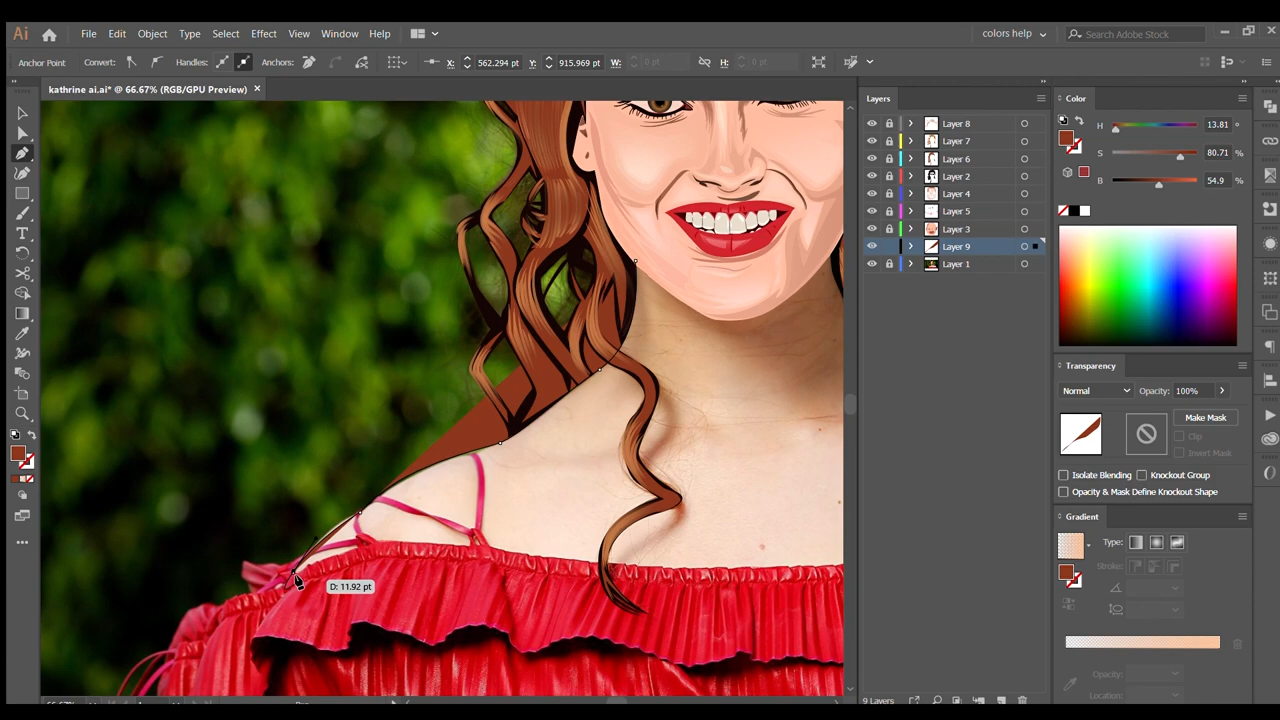 Ai File Edit Object Type Select Effect View Window Help colors help Search Adobe Stock
Anchor Point Convert: Handles: Anchors: X: 562.294 pt Y: 915.969 pt W: 0 pt H: 0 pt
kathrine ai.ai* @ 66.67% (RGB/GPU Preview)
Layers
Layer 8
Layer 7
Layer 6
Layer 2
Layer 4
Layer 5
Layer 3
Layer 9
Layer 1
9 Layers
Color
H 13.81 °
S 80.71 %
B 54.9 %
Transparency
Normal Opacity: 100%
Make Mask
Clip
Invert Mask
Isolate Blending Knockout Group
Opacity & Mask Define Knockout Shape
Gradient
Type:
Stroke:
Opacity:
Location:
D: 11.92 pt